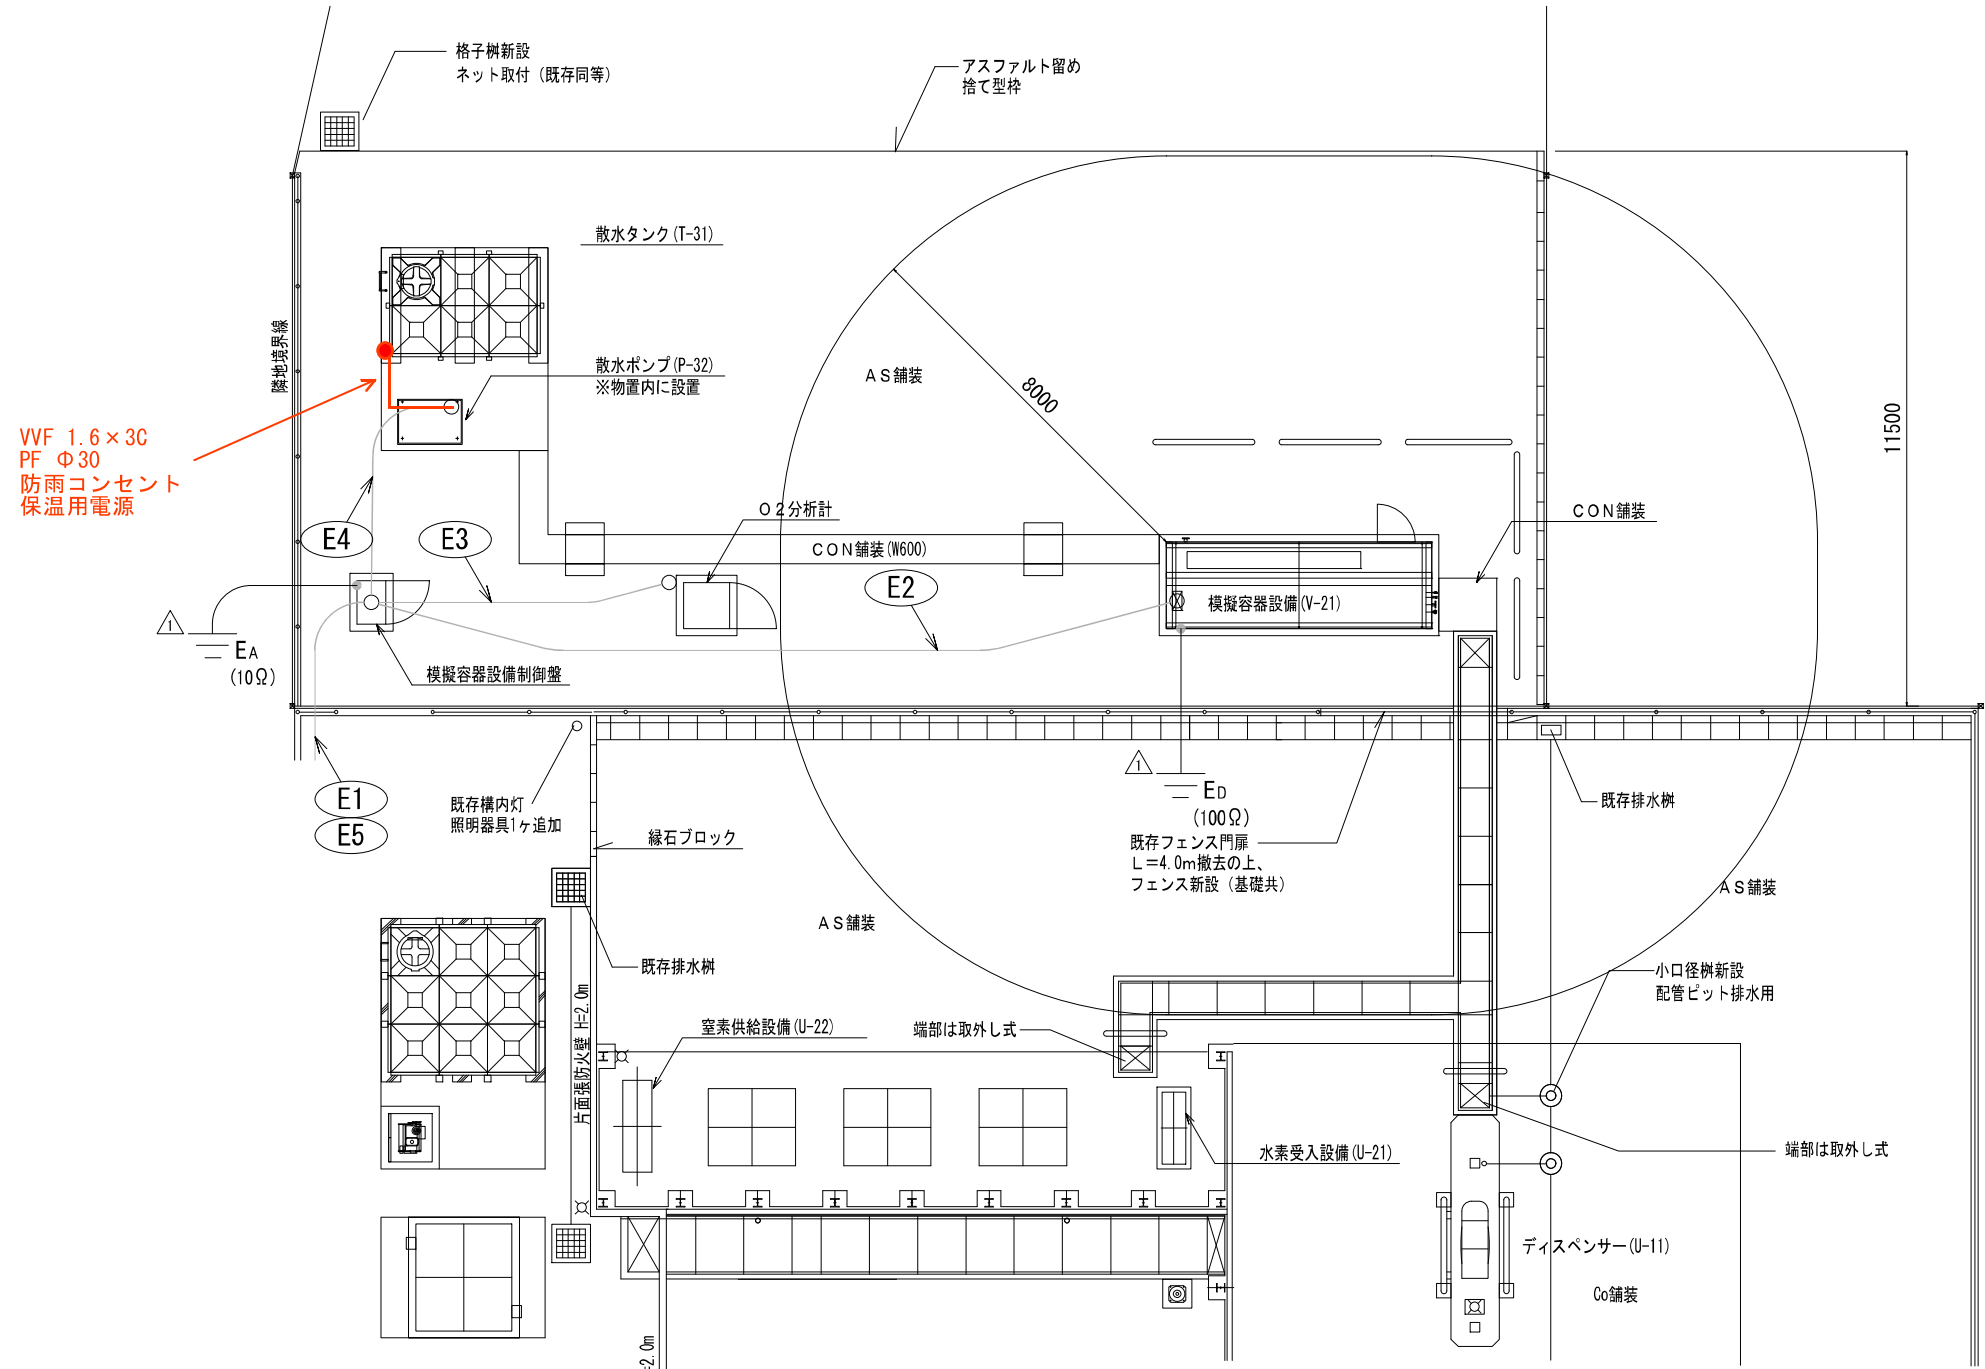 格子桝新設
ネット取付（既存同等）
アスファルト留め
捨て型枠
散水タンク(T-31)
隣地境界線
散水ポンプ(P-32)
※物置内に設置
AS舗装
8000
11500
VVF 1.6×3C
PF Φ30
防雨コンセント
保温用電源
E4
E3
O2分析計
CON舗装(W600)
E2
CON舗装
模擬容器設備(V-21)
1
EA
(10Ω)
模擬容器設備制御盤
1
ED
(100Ω)
E1
E5
既存構内灯
照明器具1ヶ追加
縁石ブロック
既存フェンス門扉
L=4.0m撤去の上、
フェンス新設（基礎共）
既存排水桝
AS舗装
AS舗装
既存排水桝
小口径桝新設
配管ピット排水用
片面張防火壁 H=2.0m
窒素供給設備(U-22)
端部は取外し式
水素受入設備(U-21)
端部は取外し式
ディスペンサー(U-11)
Co舗装
=2.0m